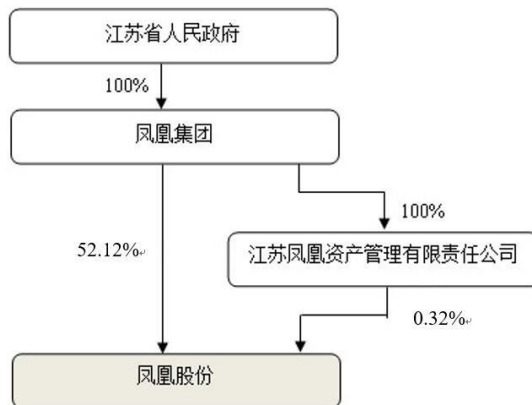 江苏省人民政府
100%
凤凰集团
100%
52.12%
江苏凤凰资产管理有限责任公司
0.32%
凤凰股份